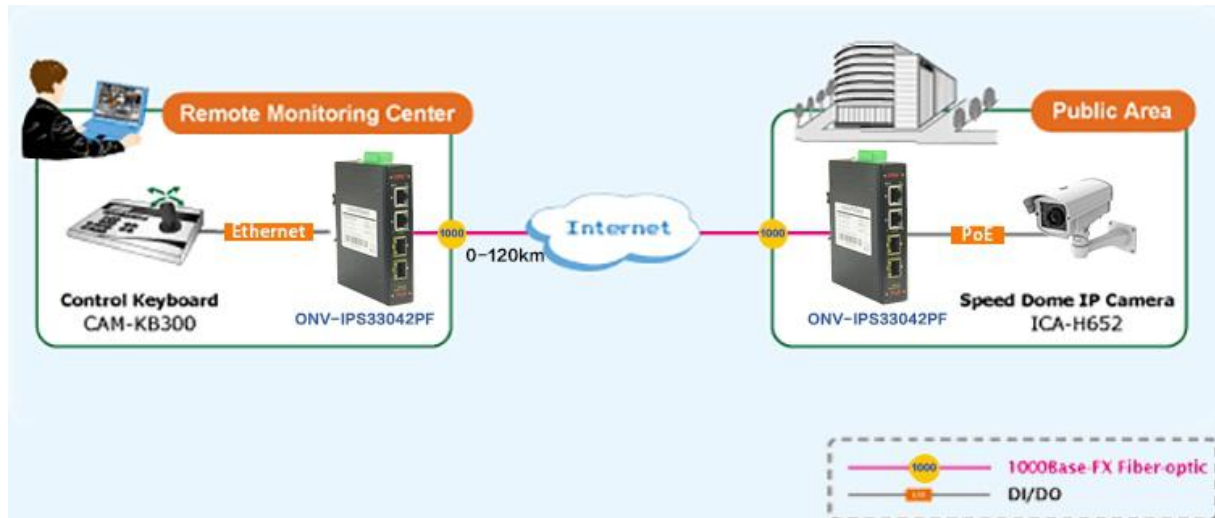 Remote Monitoring Center
Public Area
Ethernet
1000
0-120km
Internet
1000
PoE
Control Keyboard
CAM-KB300
ONV-IPS33042PF
ONV-IPS33042PF
Speed Dome IP Camera
ICA-H652
1000
1000Base-FX Fiber-optic
DI/DO